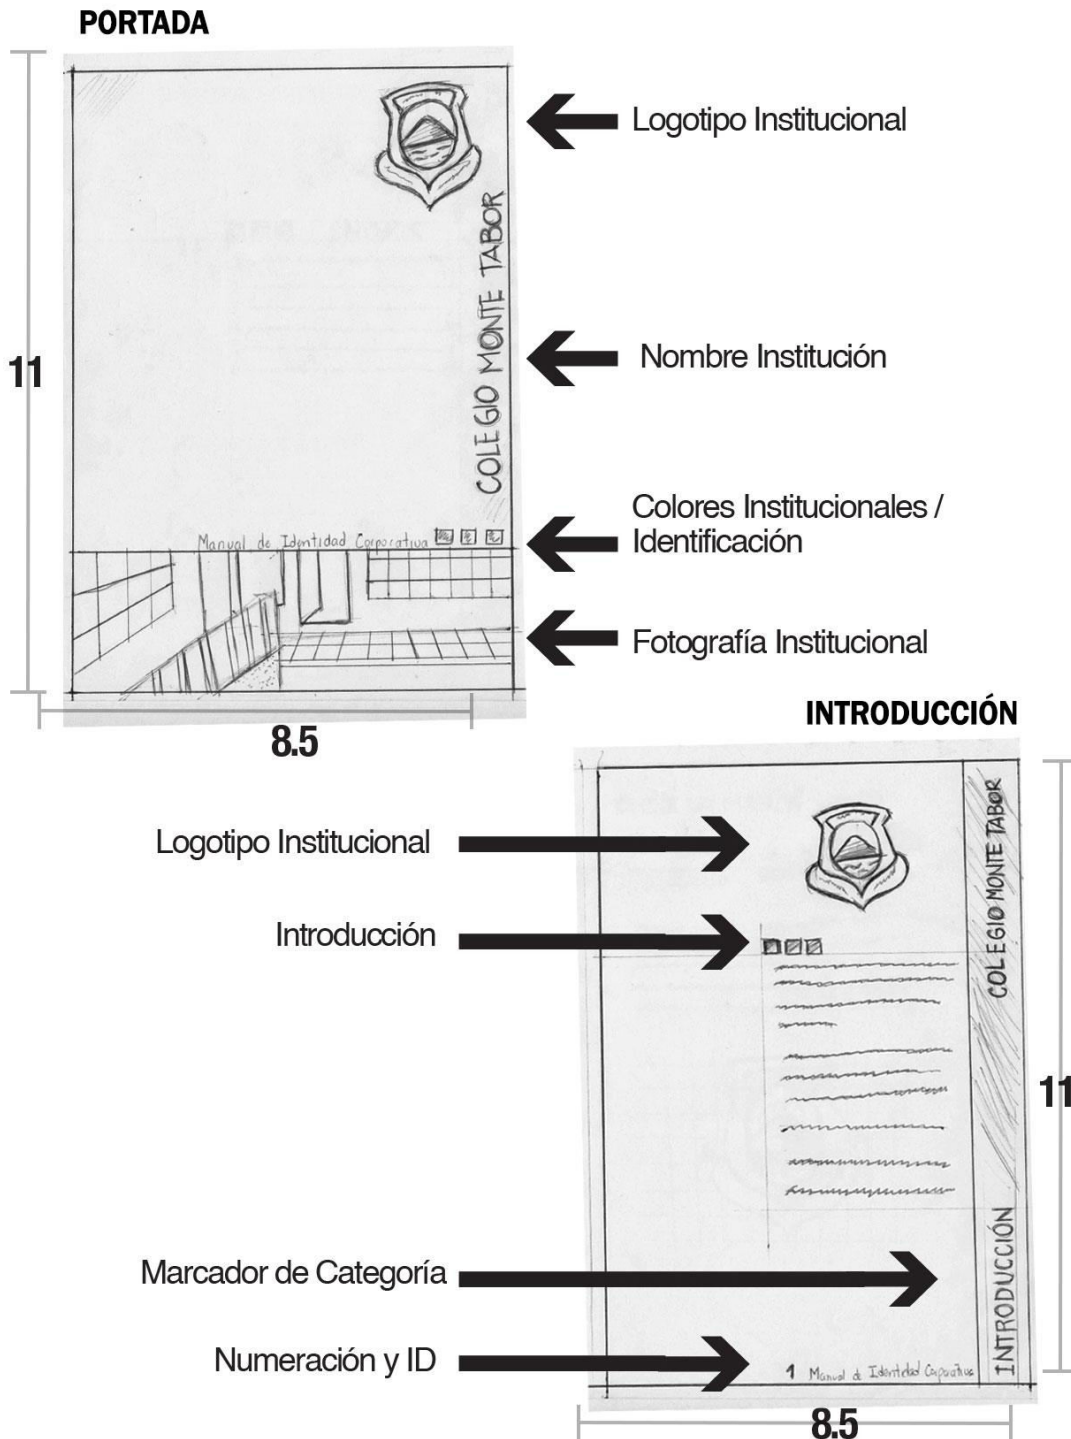 PORTADA
Logotipo Institucional
COLEGIO MONTE TABOR
Nombre Institución
11
Colores Institucionales /
Identificación
Manual de Identidad Corporativa
Fotografía Institucional
8.5
INTRODUCCIÓN
Logotipo Institucional
COLEGIO MONTE TABOR
Introducción
11
Marcador de Categoría
INTRODUCCIÓN
Numeración y ID
1 Manual de Identidad Corporativa
8.5